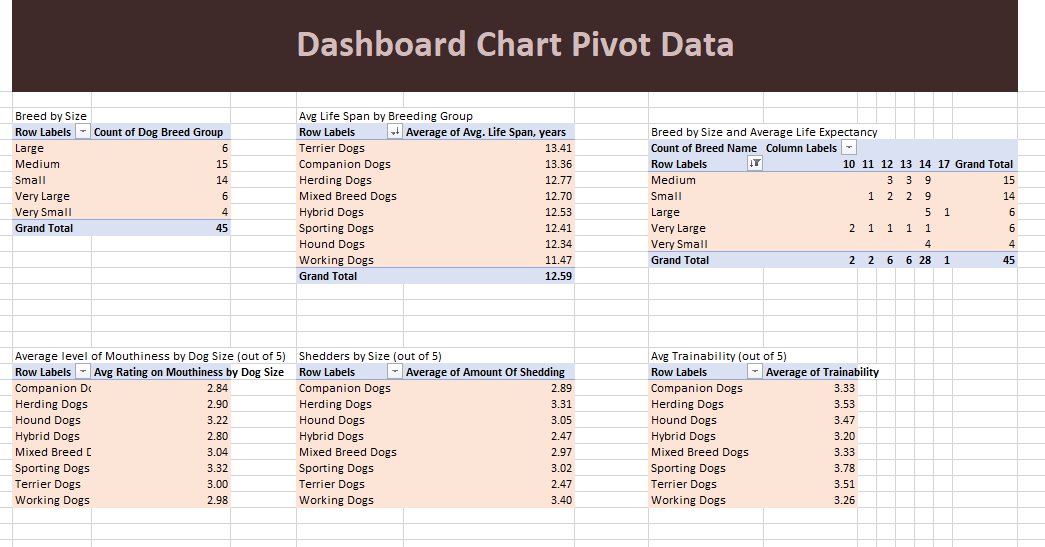 Dashboard Chart Pivot Data
Breed by Size
Row Labels Count of Dog Breed Group
Large 6
Medium 15
Small 14
Very Large 6
Very Small 4
Grand Total 45
Avg Life Span by Breeding Group
Row Labels Average of Avg. Life Span, years
Terrier Dogs 13.41
Companion Dogs 13.36
Herding Dogs 12.77
Mixed Breed Dogs 12.70
Hybrid Dogs 12.53
Sporting Dogs 12.41
Hound Dogs 12.34
Working Dogs 11.47
Grand Total 12.59
Breed by Size and Average Life Expectancy
Count of Breed Name Column Labels
Row Labels 10 11 12 13 14 17 Grand Total
Medium 3 3 9 15
Small 1 2 2 9 14
Large 5 1 6
Very Large 2 1 1 1 1 6
Very Small 4 4
Grand Total 2 2 6 6 28 1 45
Average level of Mouthiness by Dog Size (out of 5)
Row Labels Avg Rating on Mouthiness by Dog Size
Companion Do 2.84
Herding Dogs 2.90
Hound Dogs 3.22
Hybrid Dogs 2.80
Mixed Breed D 3.04
Sporting Dogs 3.32
Terrier Dogs 3.00
Working Dogs 2.98
Shedders by Size (out of 5)
Row Labels Average of Amount Of Shedding
Companion Dogs 2.89
Herding Dogs 3.31
Hound Dogs 3.05
Hybrid Dogs 2.47
Mixed Breed Dogs 2.97
Sporting Dogs 3.02
Terrier Dogs 2.47
Working Dogs 3.40
Avg Trainability (out of 5)
Row Labels Average of Trainability
Companion Dogs 3.33
Herding Dogs 3.53
Hound Dogs 3.47
Hybrid Dogs 3.20
Mixed Breed Dogs 3.33
Sporting Dogs 3.78
Terrier Dogs 3.51
Working Dogs 3.26